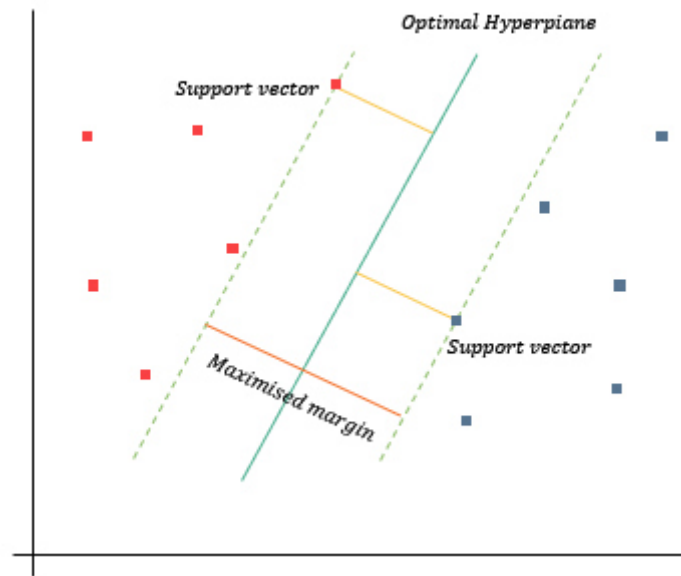 Optimal Hyperpiane
Support vector
Support vector
Maximised margin